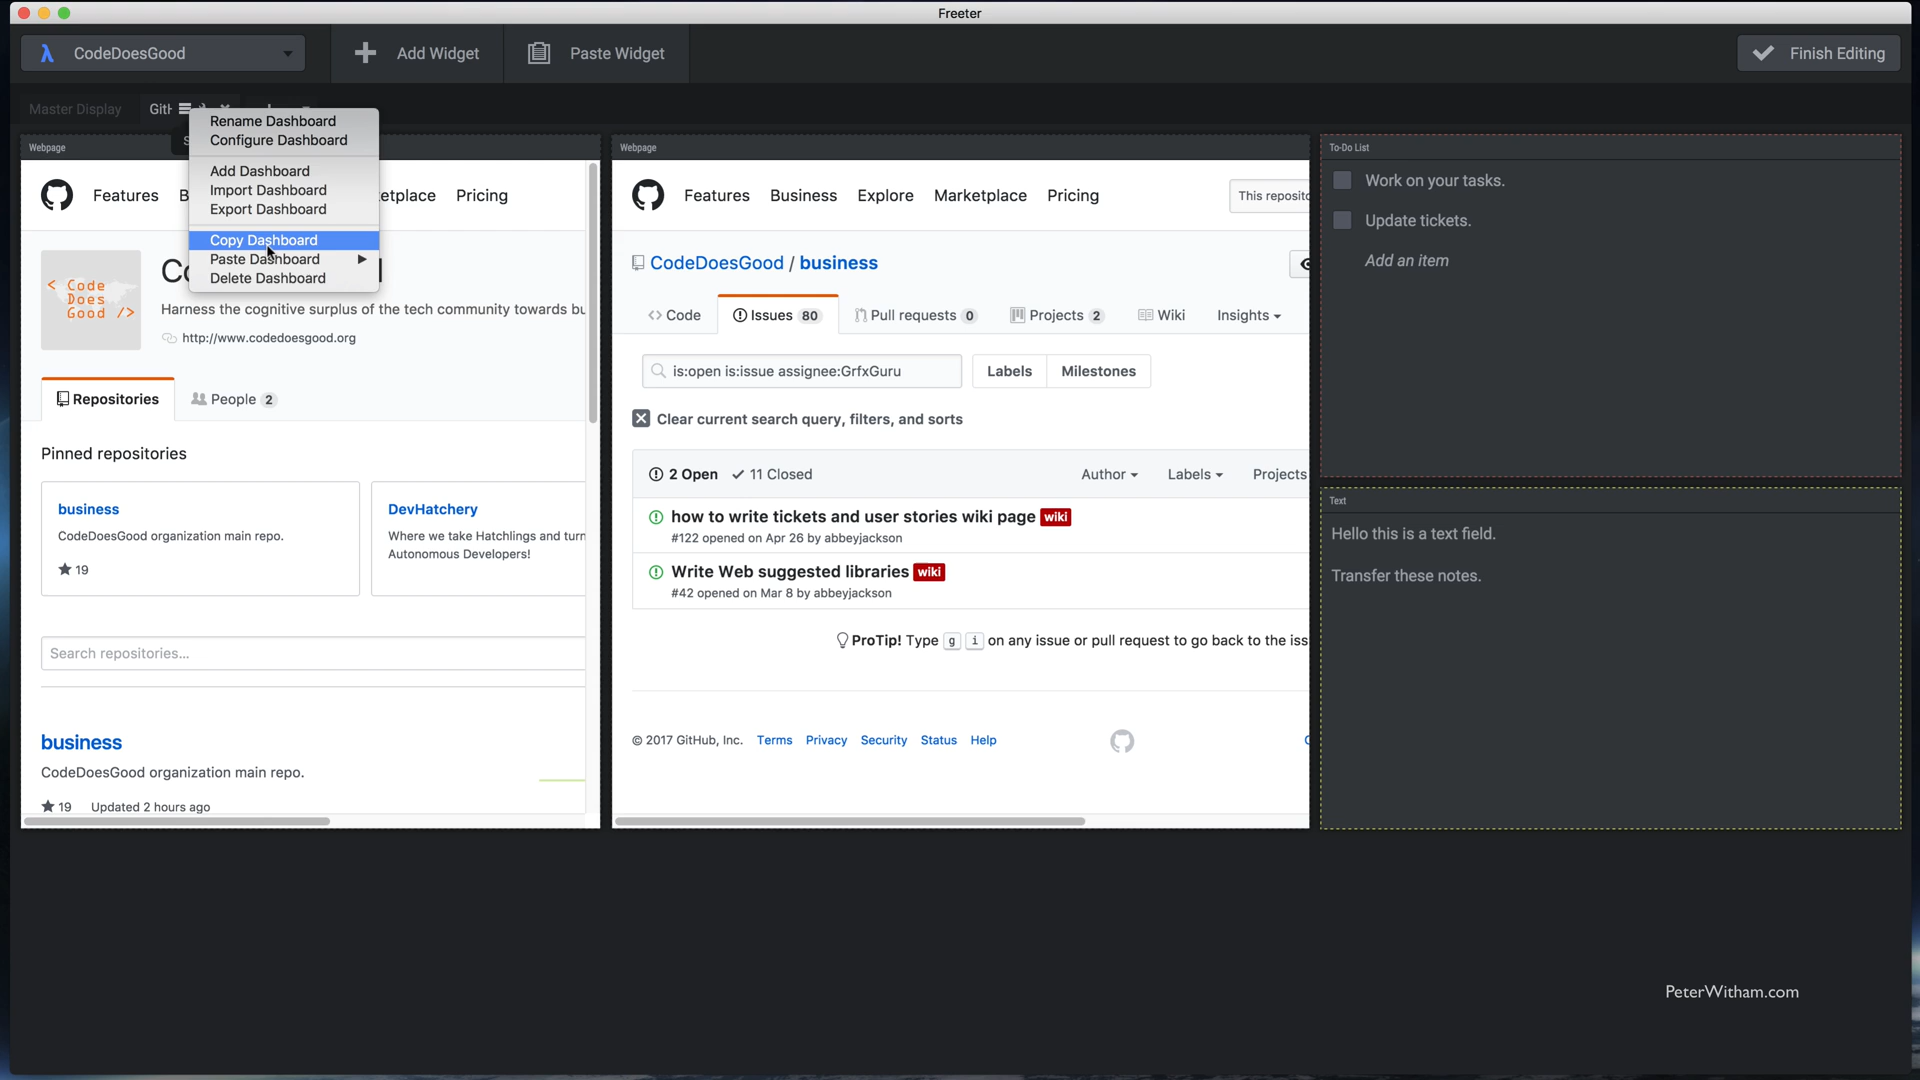 Freeter
CodeDoesGood
Add Widget
Paste Widget
Finish Editing
Master Display
Rename Dashboard
Configure Dashboard
Add Dashboard
Import Dashboard
Export Dashboard
Copy Dashboard
Paste Dashboard
Delete Dashboard
Webpage
Features
Pricing
< Code
Does
Good />
Harness the cognitive surplus of the tech community towards
http://www.codedoesgood.org
Repositories
People 2
Pinned repositories
business
CodeDoesGood organization main repo.
19
DevHatchery
Where we take Hatchlings and turn
Autonomous Developers!
Search repositories...
business
CodeDoesGood organization main repo.
19 Updated 2 hours ago
Webpage
Features Business Explore Marketplace Pricing
This
CodeDoesGood / business
<> Code
Issues 80
Pull requests 0
Projects 2
Wiki
Insights
is:open is:issue assignee:GrfxGuru
Labels
Milestones
Clear current search query, filters, and sorts
2 Open
11 Closed
Author
Labels
Projects
how to write tickets and user stories wiki page wiki
#122 opened on Apr 26 by abbeyjackson
Write Web suggested libraries wiki
#42 opened on Mar 8 by abbeyjackson
ProTip! Type g i on any issue or pull request to go back to the
© 2017 GitHub, Inc. Terms Privacy Security Status Help
To-Do List
Work on your tasks.
Update tickets.
Add an item
Text
Hello this is a text field.
Transfer these notes.
PeterWitham.com